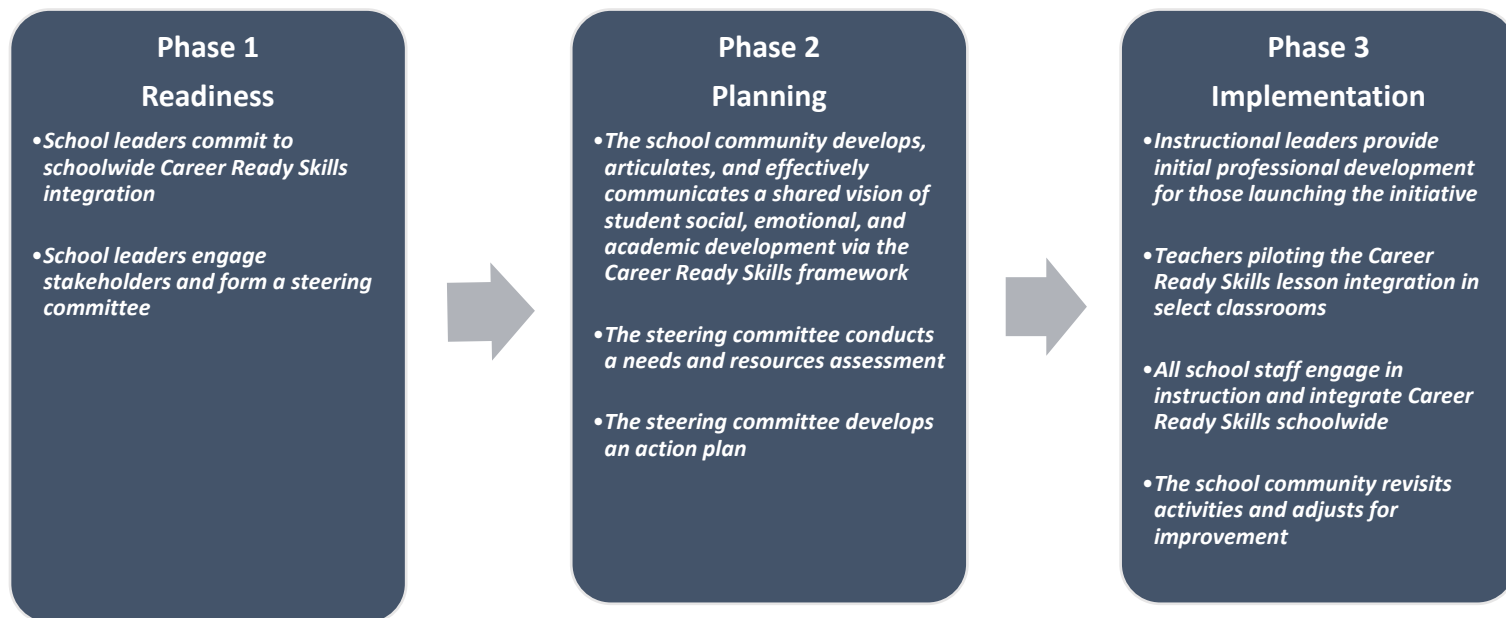 Phase 1
Readiness
•School leaders commit to
schoolwide Career Ready Skills
integration
•School leaders engage
stakeholders and form a steering
committee
Phase 2
Planning
•The school community develops,
articulates, and effectively
communicates a shared vision of
student social, emotional, and
academic development via the
Career Ready Skills framework
•The steering committee conducts
a needs and resources assessment
•The steering committee develops
an action plan
Phase 3
Implementation
•Instructional leaders provide
initial professional development
for those launching the initiative
•Teachers piloting the Career
Ready Skills lesson integration in
select classrooms
•All school staff engage in
instruction and integrate Career
Ready Skills schoolwide
•The school community revisits
activities and adjusts for
improvement